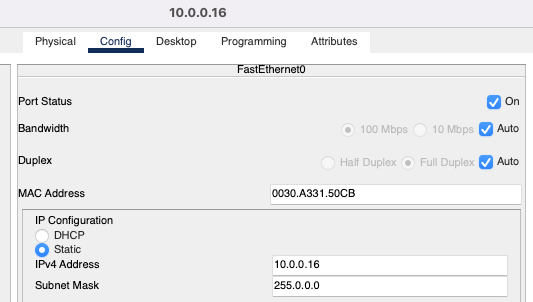 10.0.0.16
Physical Config Desktop Programming Attributes
FastEthernet0
Port Status On
Bandwidth 100 Mbps 10 Mbps Auto
Duplex Half Duplex Full Duplex Auto
MAC Address 0030.A331.50CB
IP Configuration
DHCP
Static
IPv4 Address 10.0.0.16
Subnet Mask 255.0.0.0